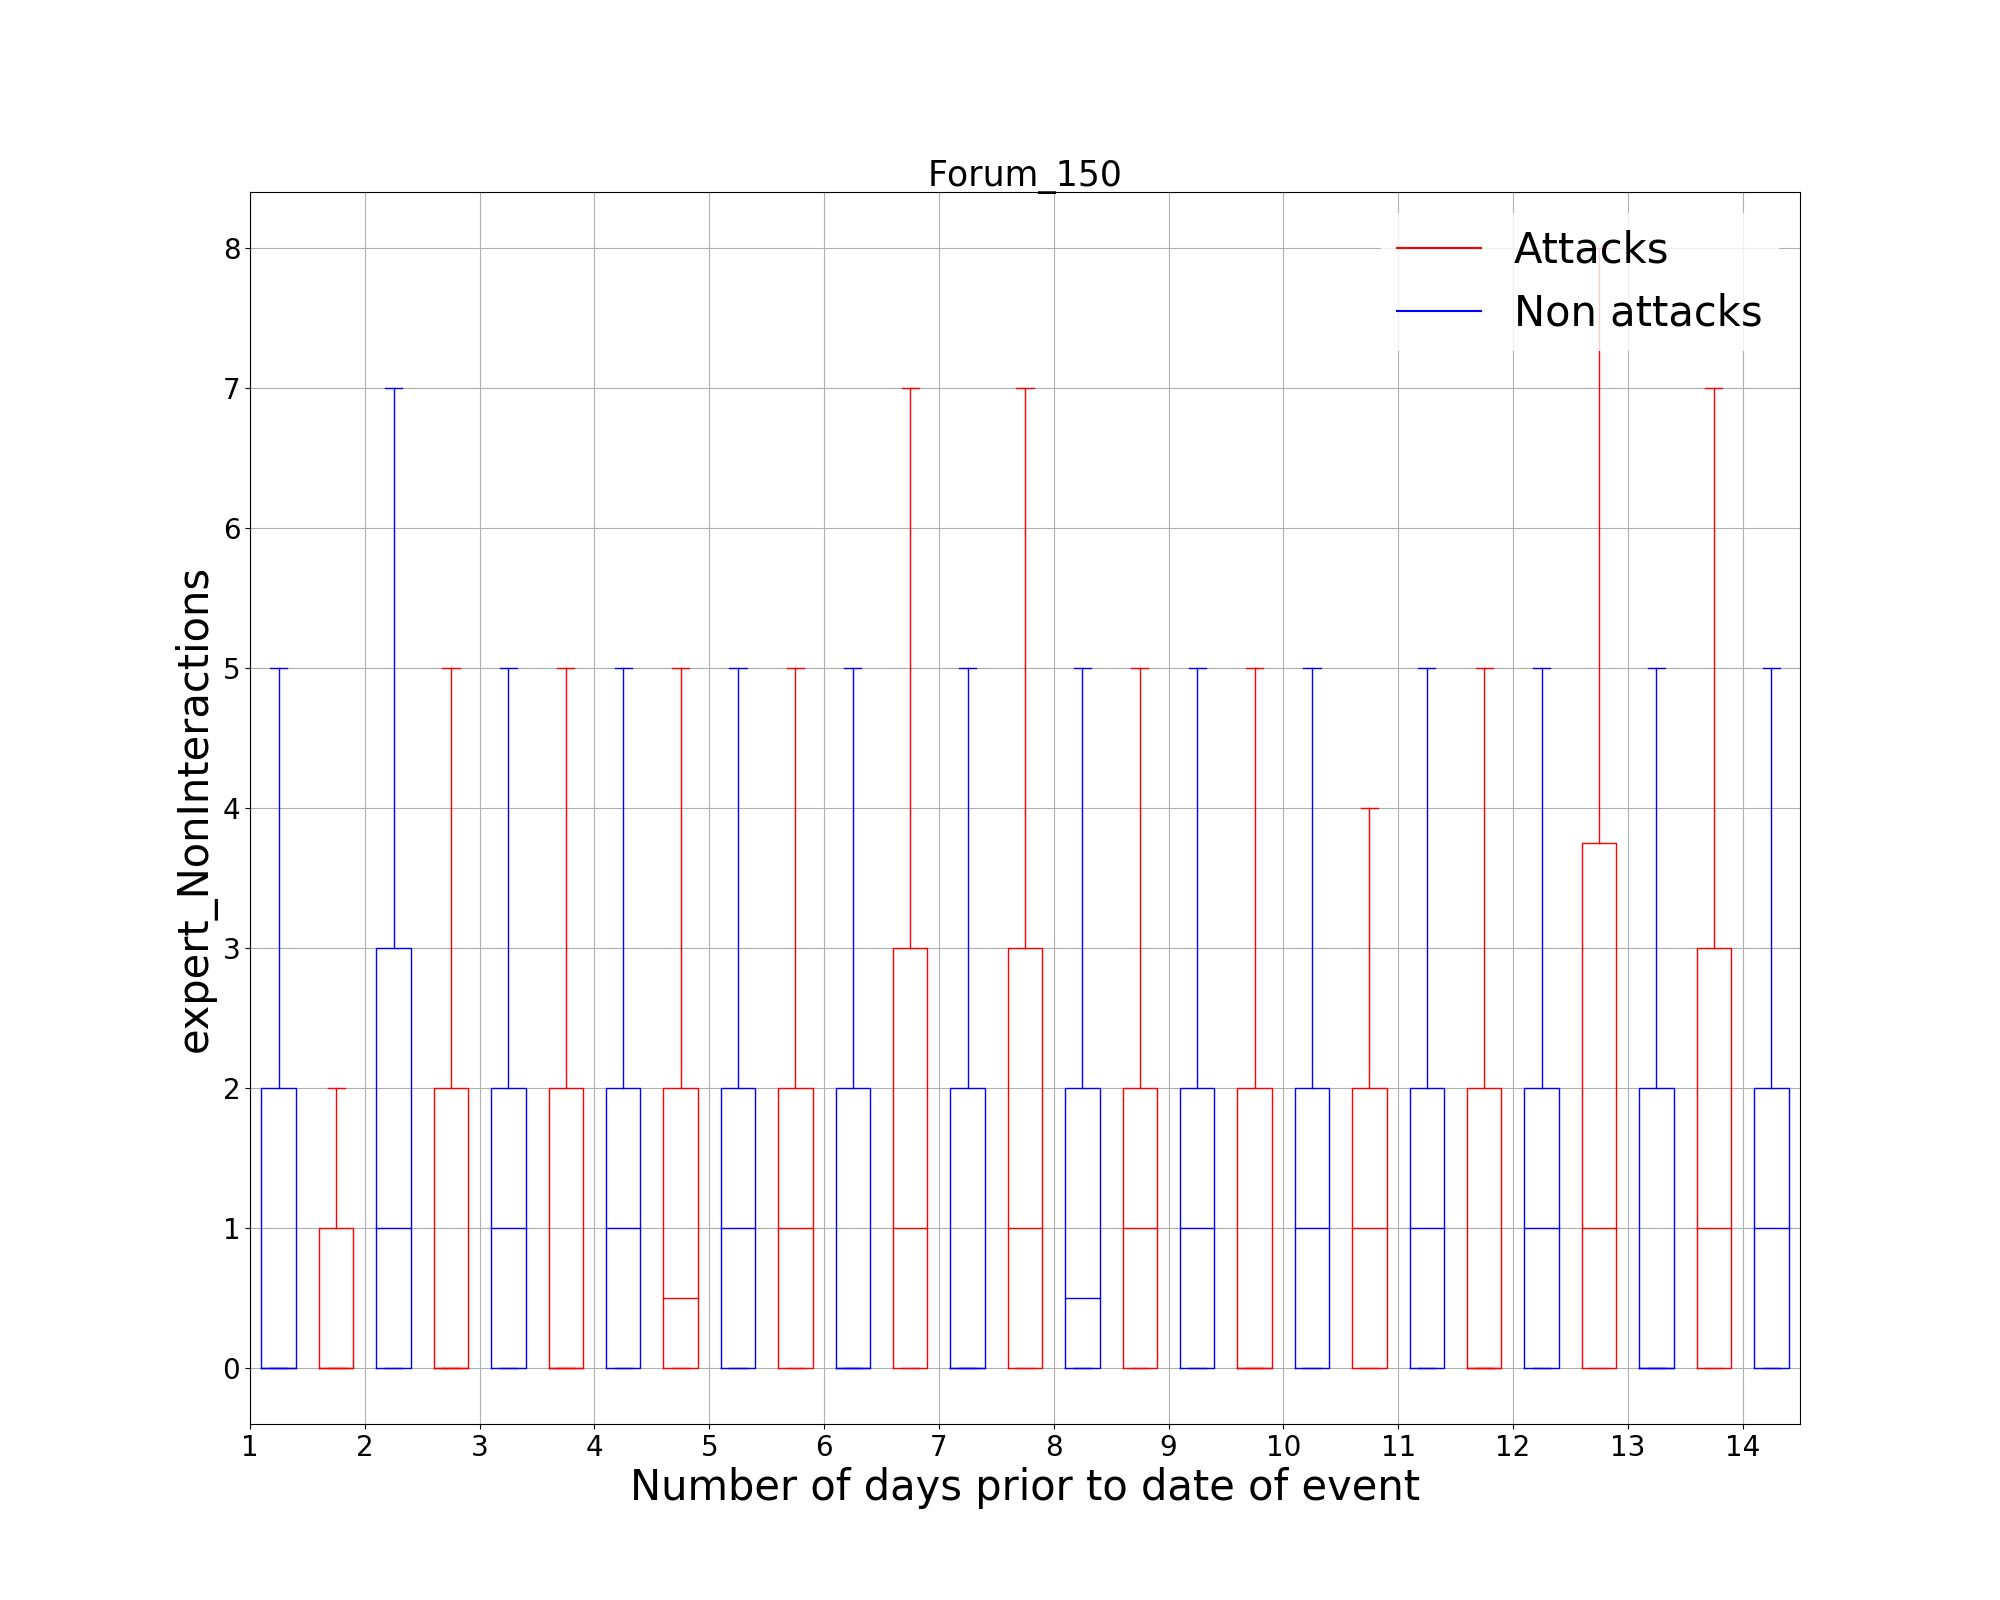 Forum_150
Attacks
Non attacks
expert_NonInteractions
8
7
6
5
4
3
2
1
0
1 2 3 4 5 6 7 8 9 10 11 12 13 14
Number of days prior to date of event